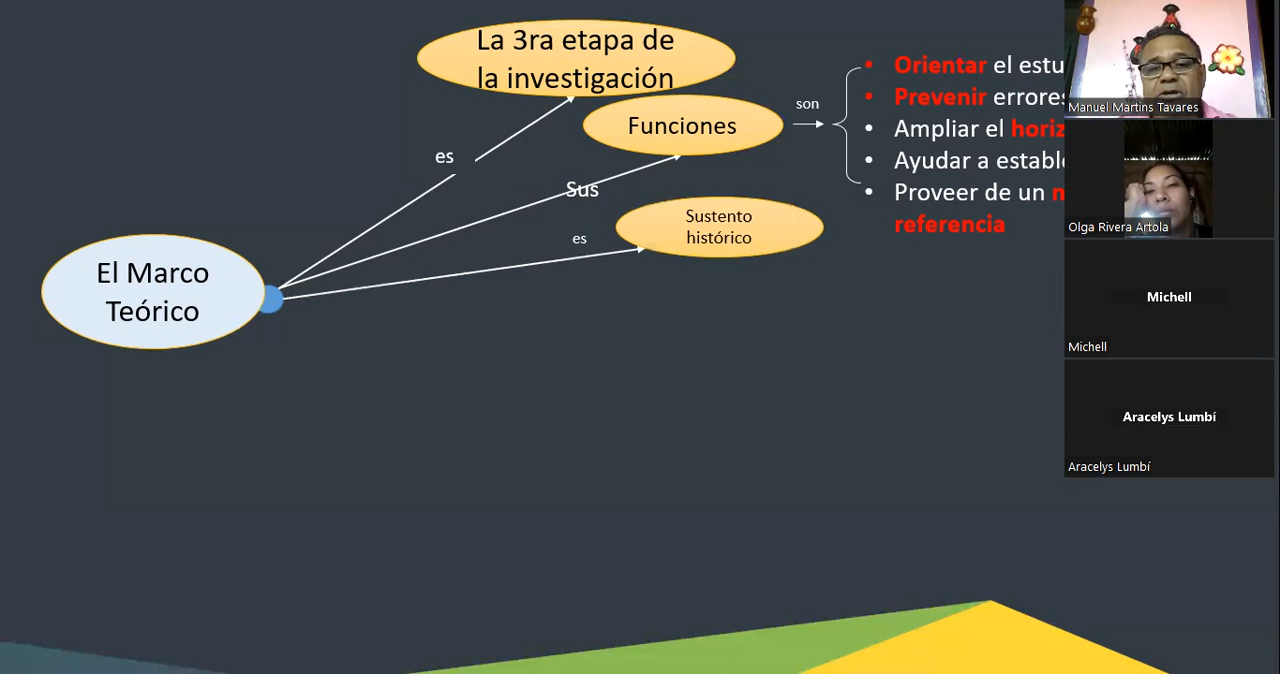 La 3ra etapa de
la investigación
Funciones
son
Orientar el estu
Prevenir errores
Ampliar el horiz
Ayudar a estable
Proveer de un
referencia
es
Sus
Sustento
histórico
es
El Marco
Teórico
Manuel Martins Tavares
Olga Rivera Artola
Michell
Michell
Aracelys Lumbí
Aracelys Lumbí